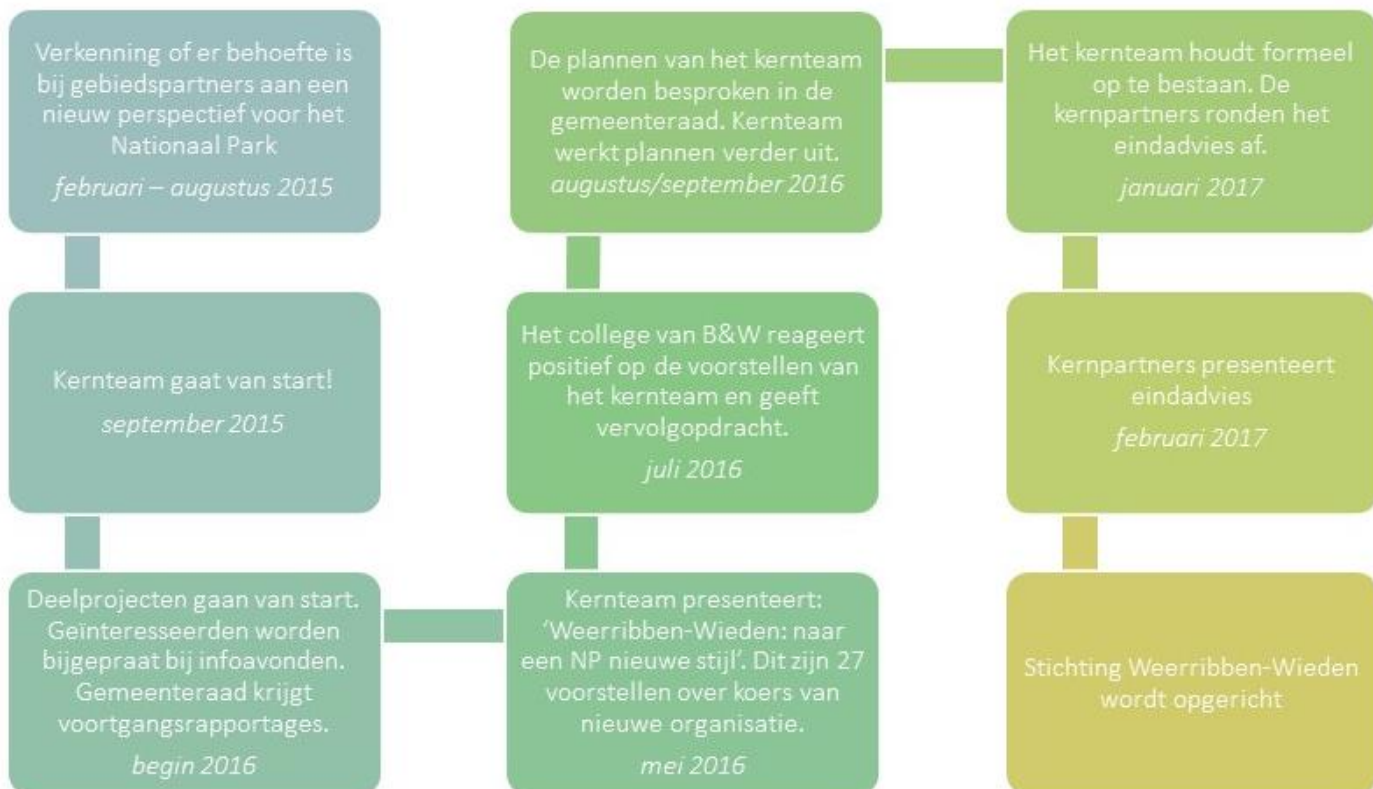 Verkenning of er behoefte is
bij gebiedspartners aan een
nieuw perspectief voor het
Nationaal Park
februari – augustus 2015
Kernteam gaat van start!
september 2015
Deelprojecten gaan van start.
Geïnteresseerden worden
bijgepraat bij infoavonden.
Gemeenteraad krijgt
voortgangsrapportages.
begin 2016
Kernteam presenteert:
‘Weerribben-Wieden: naar
een NP nieuwe stijl’. Dit zijn 27
voorstellen over koers van
nieuwe organisatie.
mei 2016
Het college van B&W reageert
positief op de voorstellen van
het kernteam en geeft
vervolgopdracht.
juli 2016
De plannen van het kernteam
worden besproken in de
gemeenteraad. Kernteam
werkt plannen verder uit.
augustus/september 2016
Het kernteam houdt formeel
op te bestaan. De
kernpartners ronden het
eindadvies af.
januari 2017
Kernpartners presenteert
eindadvies
februari 2017
Stichting Weerribben-Wieden
wordt opgericht